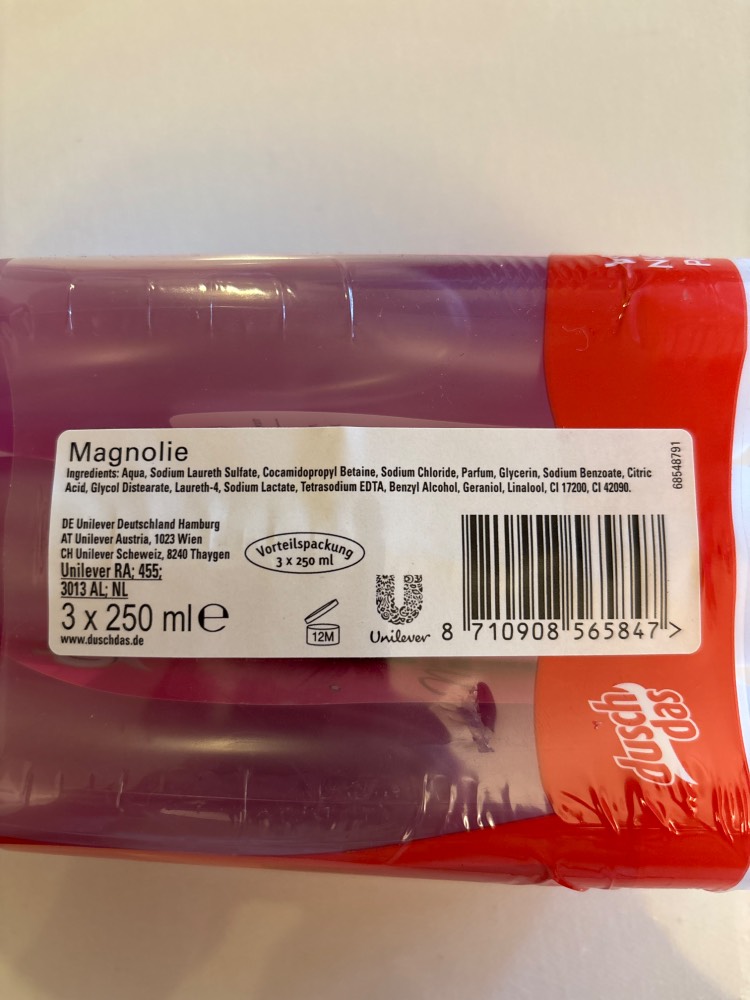 Magnolie
Ingredients: Aqua, Sodium Laureth Sulfate, Cocamidopropyl Betaine, Sodium Chloride, Parfum, Glycerin, Sodium Benzoate, Citric
Acid, Glycol Distearate, Laureth-4, Sodium Lactate, Tetrasodium EDTA, Benzyl Alcohol, Geraniol, Linalool, CI 17200, CI 42090.
68548791
DE Unilever Deutschland Hamburg
AT Unilever Austria, 1023 Wien
CH Unilever Scheweiz, 8240 Thaygen
Unilever RA; 455;
3013 AL; NL
3 x 250 ml e
www.duschdas.de
Vorteilspackung
3 x 250 ml
12M
Unilever
8 710908 565847 >
dusch
das